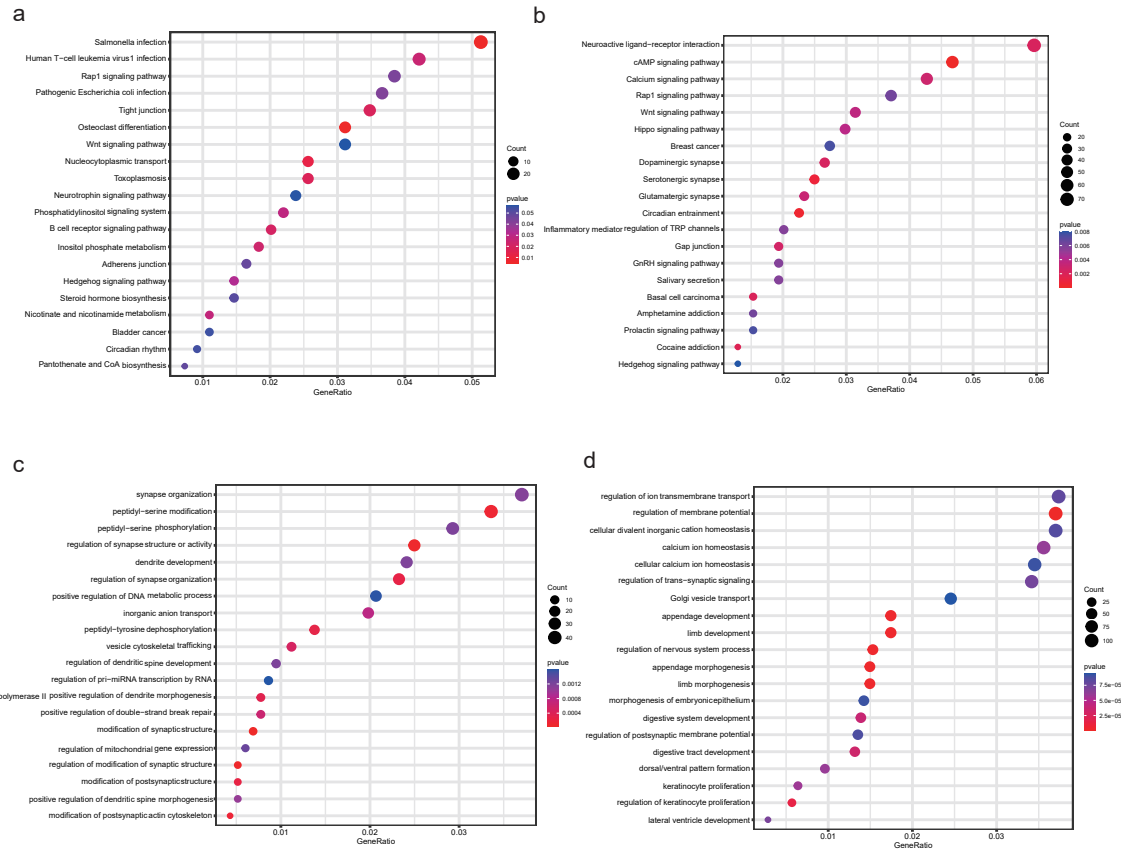 a
Salmonella infection
Human T−cell leukemia virus1 infection
Rap1 signaling pathway
Pathogenic Escherichia coii infection
Tight junction
Osteoclast differentiation
Wnt signaling pathway
Nucleocytoplasmic transport
Toxoplasmosis
Neurotrophin signaling pathway
Phosphatidylinositol signaling system
B cell receptor signaling pathway
Inositol phosphate metabolism
Adherens junction
Hedgehog signaling pathway
Steroid hormone biosynthesis
Nicotinate and nicotinamide metabolism
Bladder cancer
Circadian rhythm
Pantothenate and CoA biosynthesis
0.01 0.02 0.03 0.04 0.05
GeneRatio
Count
10
20
pvalue
0.05
0.04
0.03
0.02
0.01
b
Neuroactive ligand−receptor interaction
cAMP signaling pathway
Calcium signaling pathway
Rap1 signaling pathway
Wnt signaling pathway
Hippo signaling pathway
Breast cancer
Dopaminergic synapse
Serotonergic synapse
Glutamatergic synapse
Circadian entrainment
Inflammatory mediator regulation of TRP channels
Gap junction
GnRH signaling pathway
Salivary secretion
Basal cell carcinoma
Amphetamine addiction
Prolactin signaling pathway
Cocaine addiction
Hedgehog signaling pathway
0.02 0.03 0.04 0.05 0.06
GeneRatio
Count
20
30
40
50
60
70
pvalue
0.008
0.006
0.004
0.002
c
synapse organization
peptidyl−serine modification
peptidyl−serine phosphorylation
regulation of synapse structure or activity
dendrite development
regulation of synapse organization
positive regulation of DNA metabolic process
inorganic anion transport
peptidyl−tyrosine dephosphorylation
vesicle cytoskeletal trafficking
regulation of dendritic spine development
regulation of pri−miRNA transcription by RNA
polymerase II positive regulation of dendrite morphogenesis
positive regulation of double−strand break repair
modification of synaptic structure
regulation of mitochondrial gene expression
regulation of modification of synaptic structure
modification of postsynaptic structure
positive regulation of dendritic spine morphogenesis
modification of postsynaptic actin cytoskeleton
0.01 0.02 0.03
GeneRatio
Count
10
20
30
40
pvalue
0.0012
0.0008
0.0004
d
regulation of ion transmembrane transport
regulation of membrane potential
cellular divalent inorganic cation homeostasis
calcium ion homeostasis
cellular calcium ion homeostasis
regulation of trans−synaptic signaling
Golgi vesicle transport
appendage development
limb development
regulation of nervous system process
appendage morphogenesis
limb morphogenesis
morphogenesis of embryonic epithelium
digestive system development
regulation of postsynaptic membrane potential
digestive tract development
dorsal/ventral pattern formation
keratinocyte proliferation
regulation of keratinocyte proliferation
lateral ventricle development
0.01 0.02 0.03
GeneRatio
Count
25
50
75
100
pvalue
7.5e−05
5.0e−05
2.5e−05